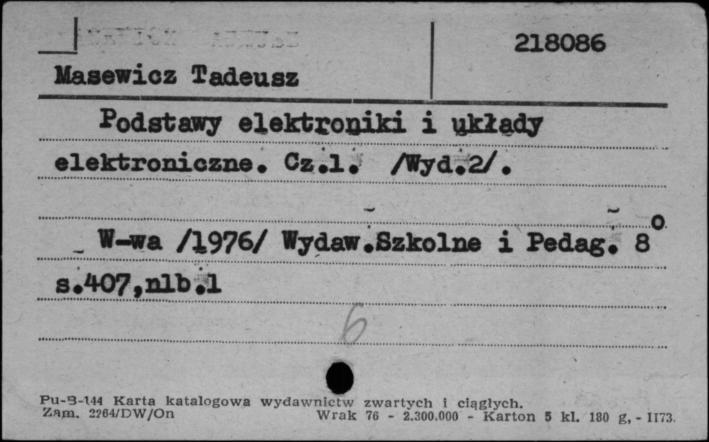 218086
Masewicz Tadeusz
Podstawy elektroniki i układy
elektroniczne. Cz.1. /Wyd.2/.
W-wa /1976/ Wydaw.Szkolne i Pedag. 8°
s.407,nlb.1
6
Pu-B-144 Karta katalogowa wydawnictw zwartych i ciągłych.
Zam. 2264/DW/On Wrak 76 - 2.300.000 - Karton 5 kl. 180 g, - II73.